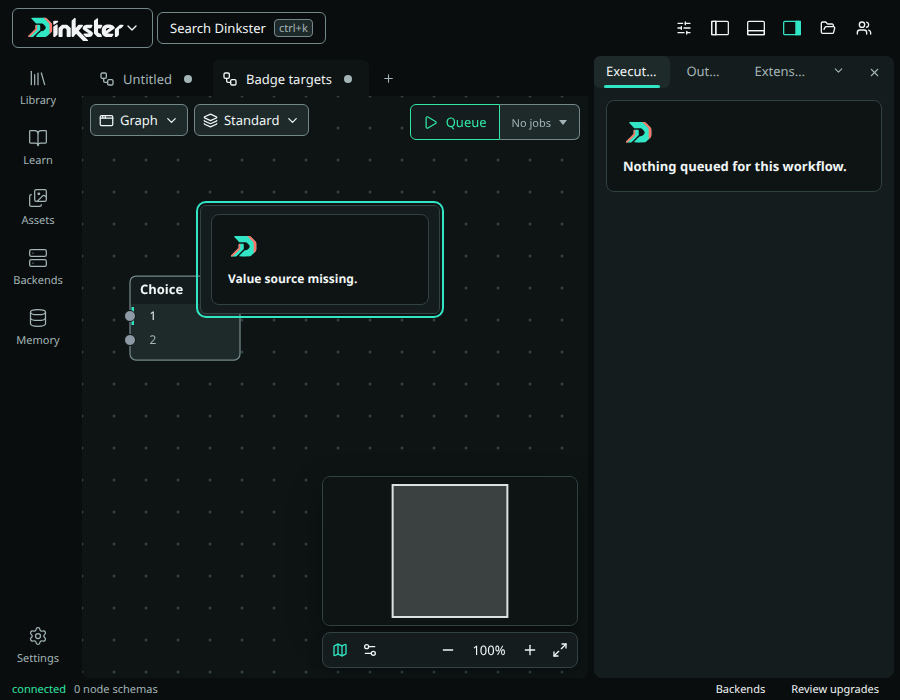 Dinkster
Search Dinkster ctrl+k
Library
Learn
Assets
Backends
Memory
Settings
Untitled
Badge targets
Graph
Standard
Queue
No jobs
Value source missing.
Choice
1
2
100%
Execut...
Out...
Extens...
Nothing queued for this workflow.
connected 0 node schemas
Backends
Review upgrades